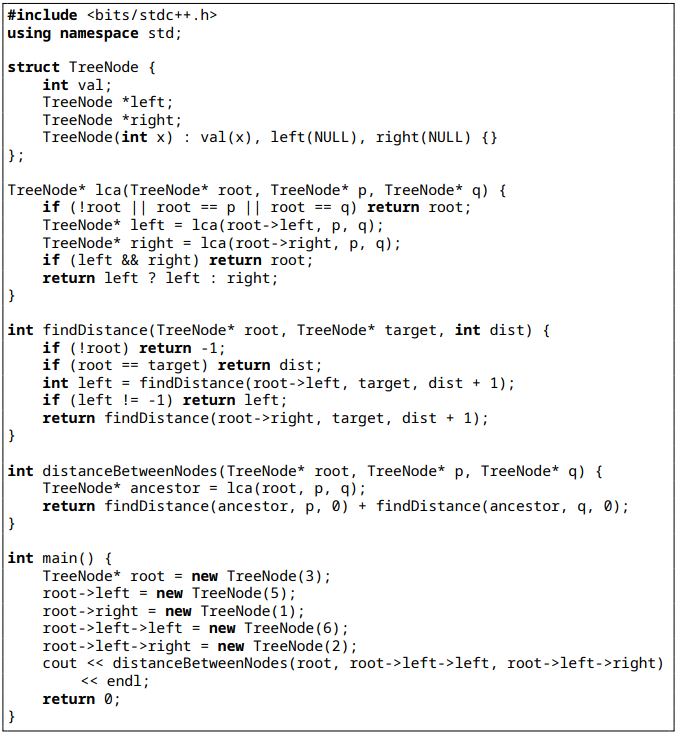 #include <bits/stdc++.h>
using namespace std;

struct TreeNode {
    int val;
    TreeNode *left;
    TreeNode *right;
    TreeNode(int x) : val(x), left(NULL), right(NULL) {}
};

TreeNode* lca(TreeNode* root, TreeNode* p, TreeNode* q) {
    if (!root || root == p || root == q) return root;
    TreeNode* left = lca(root->left, p, q);
    TreeNode* right = lca(root->right, p, q);
    if (left && right) return root;
    return left ? left : right;
}

int findDistance(TreeNode* root, TreeNode* target, int dist) {
    if (!root) return -1;
    if (root == target) return dist;
    int left = findDistance(root->left, target, dist + 1);
    if (left != -1) return left;
    return findDistance(root->right, target, dist + 1);
}

int distanceBetweenNodes(TreeNode* root, TreeNode* p, TreeNode* q) {
    TreeNode* ancestor = lca(root, p, q);
    return findDistance(ancestor, p, 0) + findDistance(ancestor, q, 0);
}

int main() {
    TreeNode* root = new TreeNode(3);
    root->left = new TreeNode(5);
    root->right = new TreeNode(1);
    root->left->left = new TreeNode(6);
    root->left->right = new TreeNode(2);
    cout << distanceBetweenNodes(root, root->left->left, root->left->right)
        << endl;
    return 0;
}